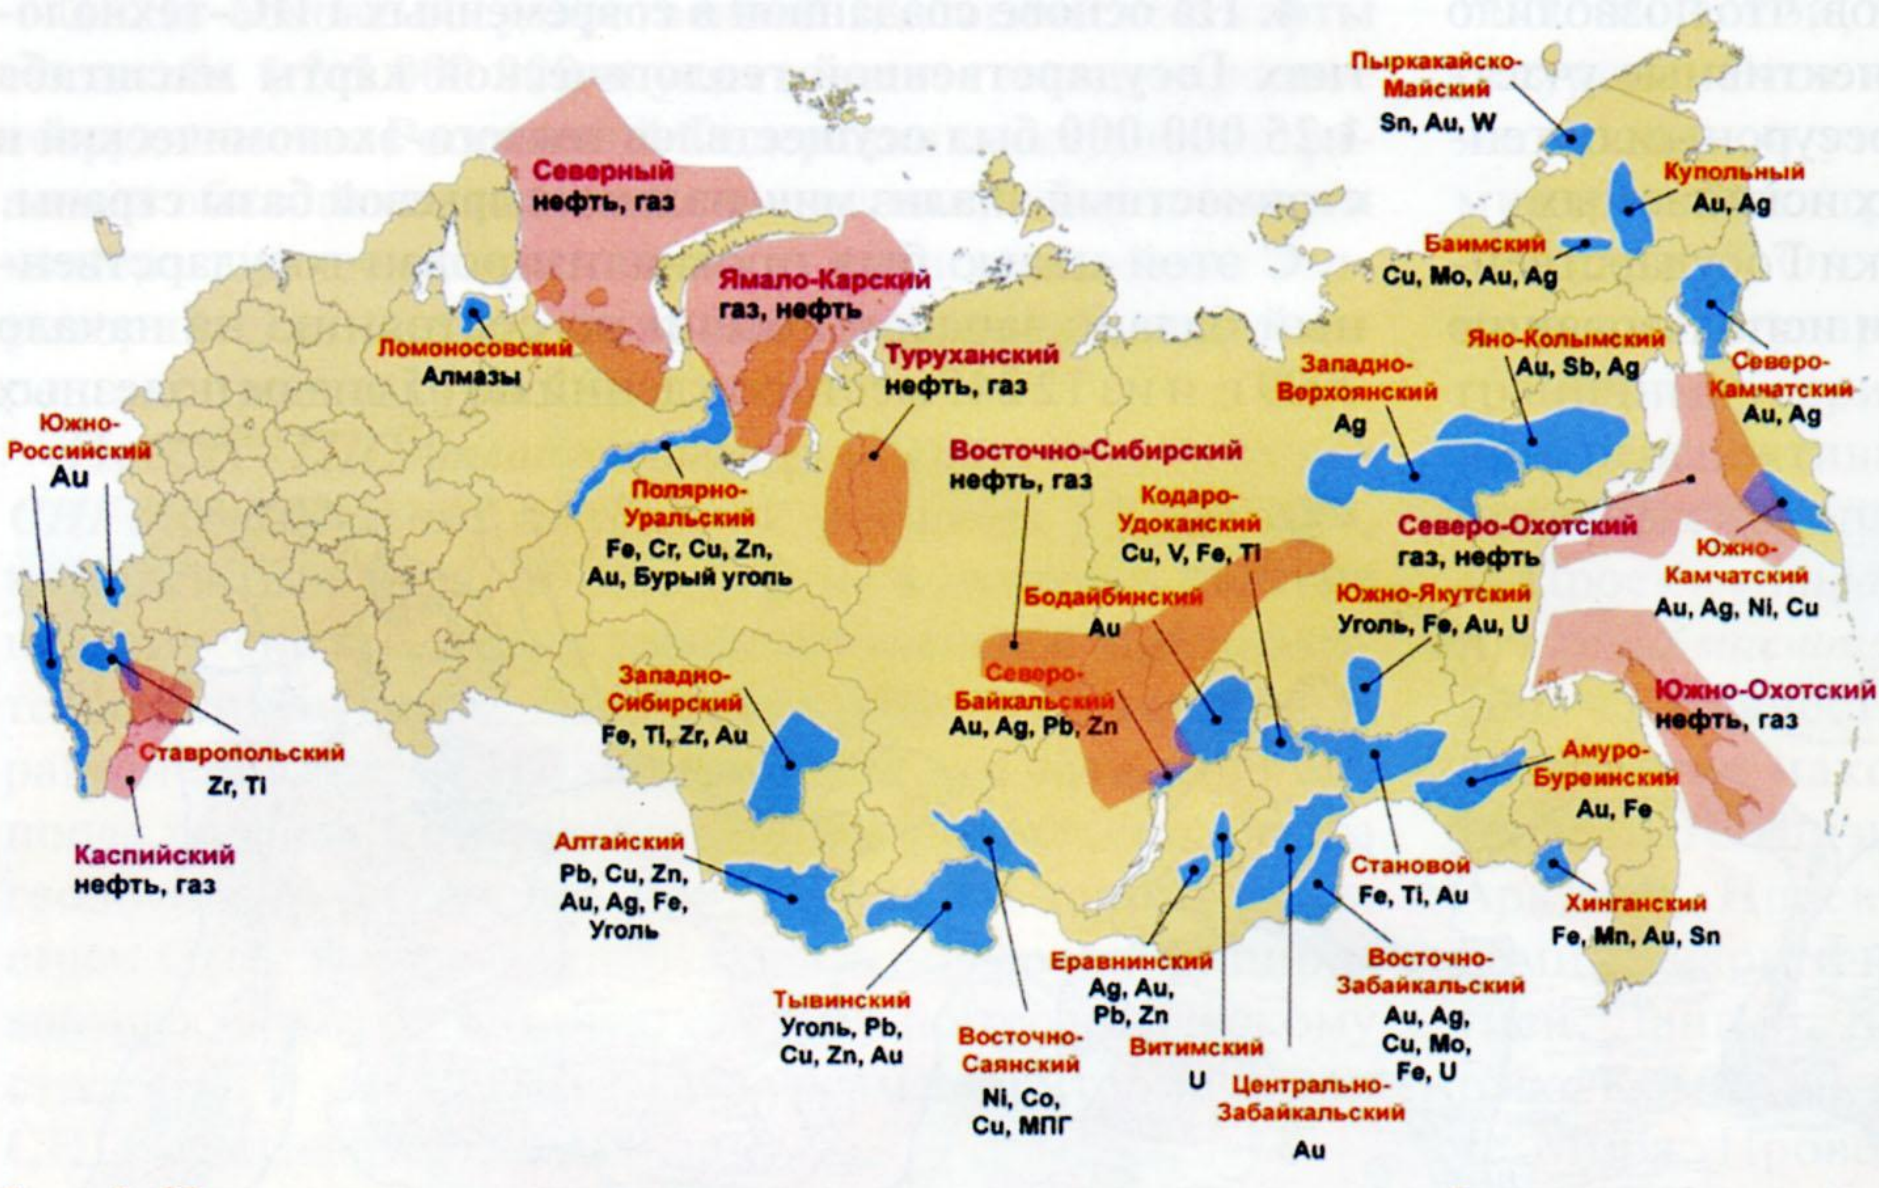 Пыркакайско-
Майский
Sn, Au, W
Северный
нефть, газ
Купольный
Au, Ag
Баимский
Cu, Mo, Au, Ag
Ямало-Карский
газ, нефть
Ломоносовский
Алмазы
Туруханский
нефть, газ
Яно-Колымский
Au, Sb, Ag
Западно-
Верхоянский
Ag
Северо-
Камчатский
Au, Ag
Южно-
Российский
Au
Восточно-Сибирский
нефть, газ
Полярно-
Уральский
Fe, Cr, Cu, Zn,
Au, Бурый уголь
Кодаро-
Удоканский
Cu, V, Fe, Ti
Северо-Охотский
газ, нефть
Южно-
Камчатский
Au, Ag, Ni, Cu
Бодайбинский
Au
Южно-Якутский
Уголь, Fe, Au, U
Западно-
Сибирский
Fe, Ti, Zr, Au
Северо-
Байкальский
Au, Ag, Pb, Zn
Южно-Охотский
нефть, газ
Ставропольский
Zr, Ti
Амуро-
Буреинский
Au, Fe
Каспийский
нефть, газ
Алтайский
Pb, Cu, Zn,
Au, Ag, Fe,
Уголь
Становой
Fe, Ti, Au
Хинганский
Fe, Mn, Au, Sn
Тывинский
Уголь, Pb,
Cu, Zn, Au
Восточно-
Саянский
Ni, Co,
Cu, МПГ
Еравнинский
Ag, Au,
Pb, Zn
Витимский
U
Центрально-
Забайкальский
Au
Восточно-
Забайкальский
Au, Ag,
Cu, Mo,
Fe, U